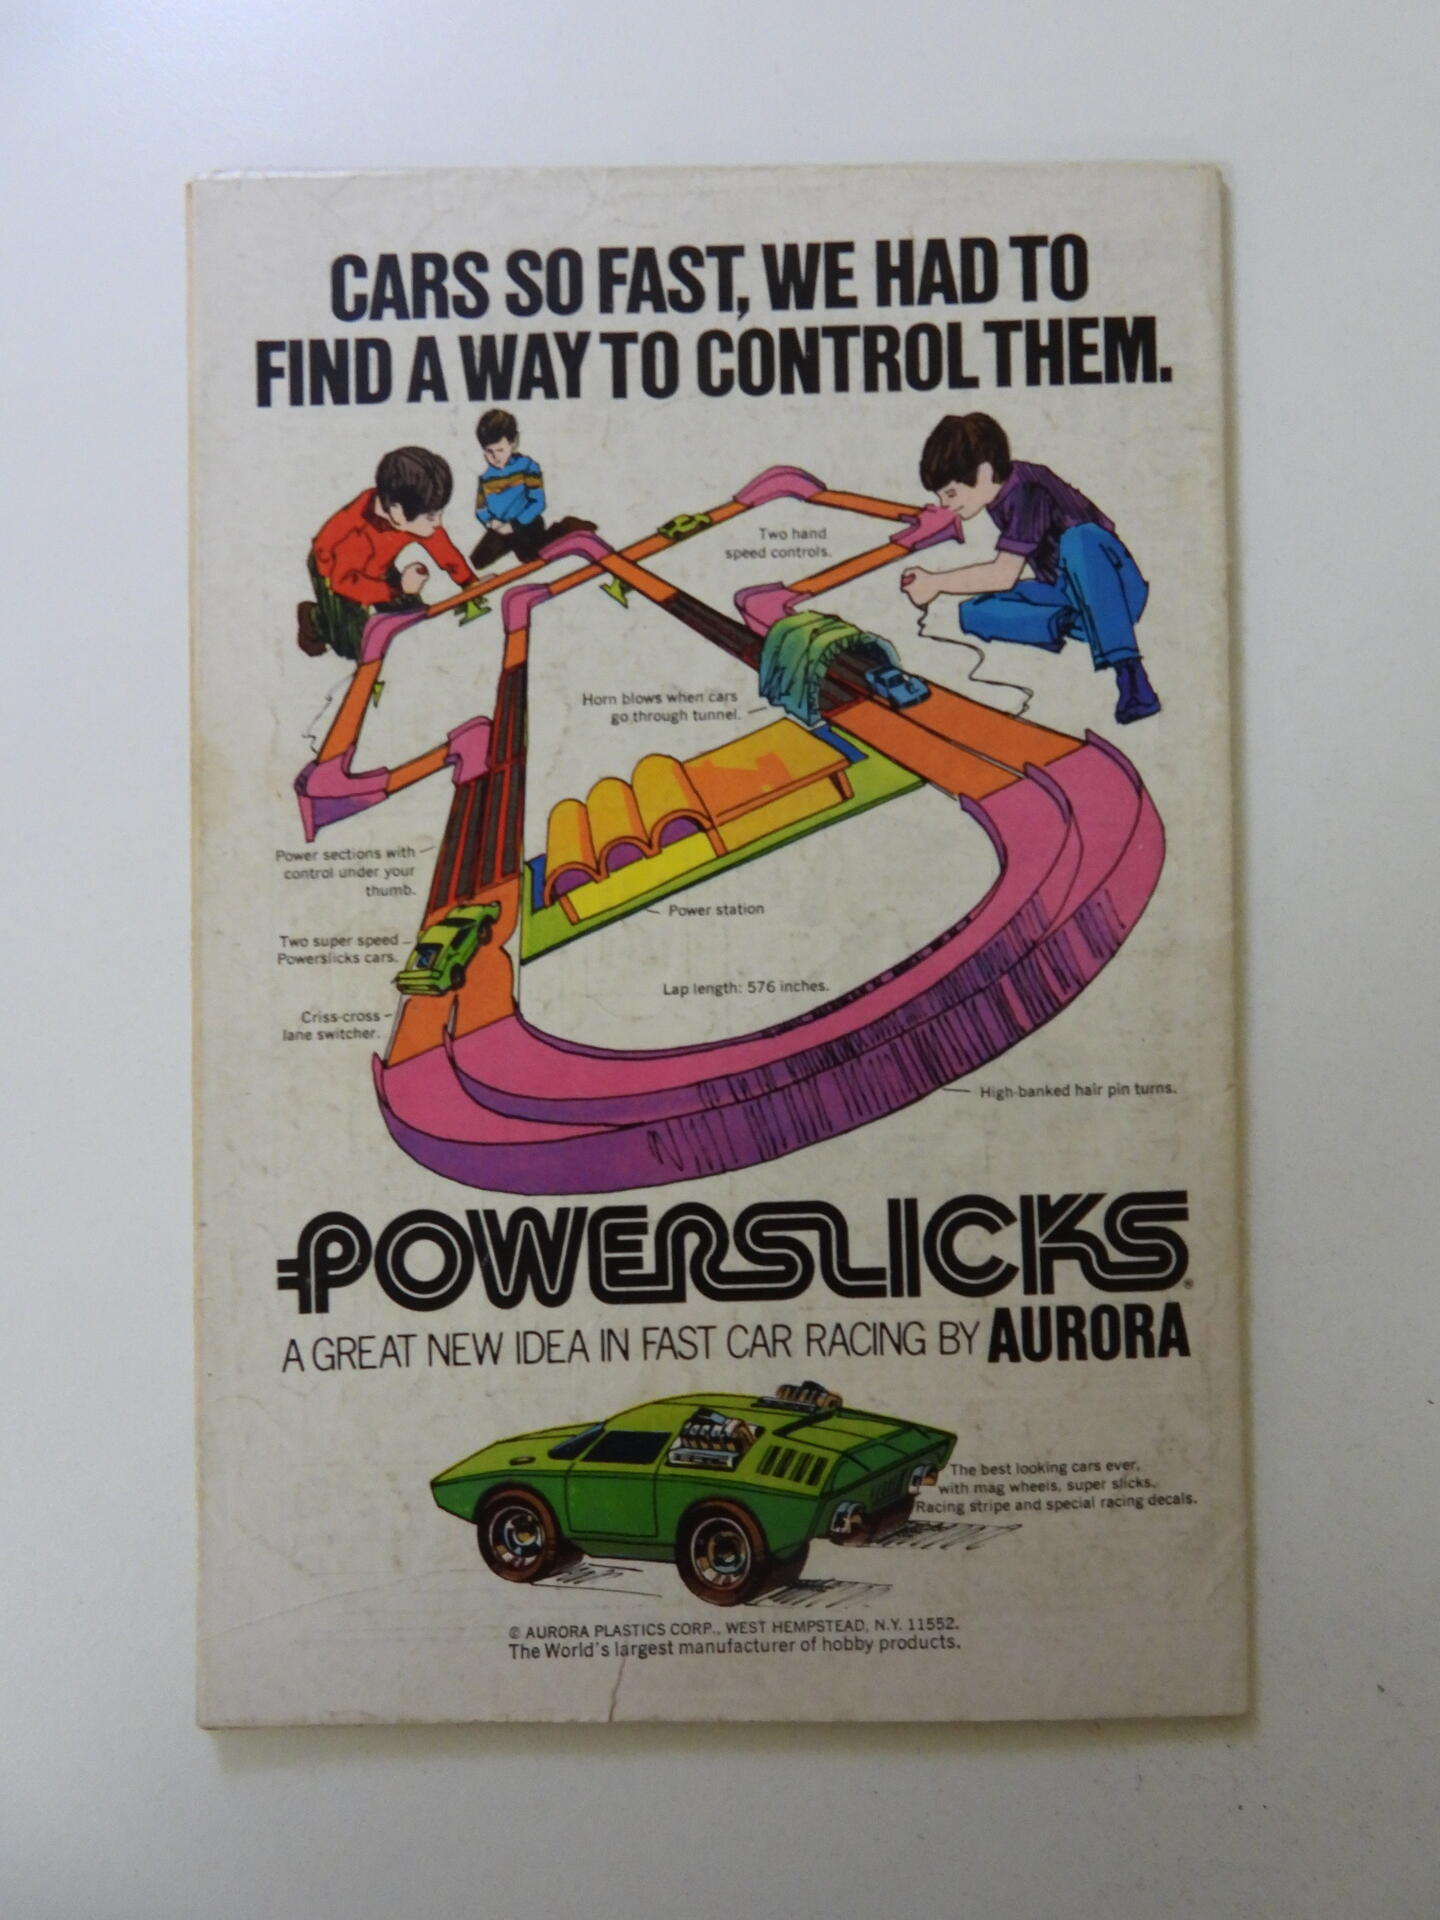 CARS SO FAST, WE HAD TO
FIND A WAY TO CONTROL THEM.
Two hand
speed controls.
Horn blows when cars
go through tunnel.
Power sections with
control under your
thumb.
Power station
Two super speed
Powerslicks cars.
Lap length: 576 inches.
Criss-cross
lane switcher.
High-banked hair pin turns.
POWERSLICKS®
A GREAT NEW IDEA IN FAST CAR RACING BY AURORA
The best looking cars ever,
with mag wheels, super slicks.
Racing stripe and special racing decals.
© AURORA PLASTICS CORP., WEST HEMPSTEAD, N.Y. 11552.
The World's largest manufacturer of hobby products.